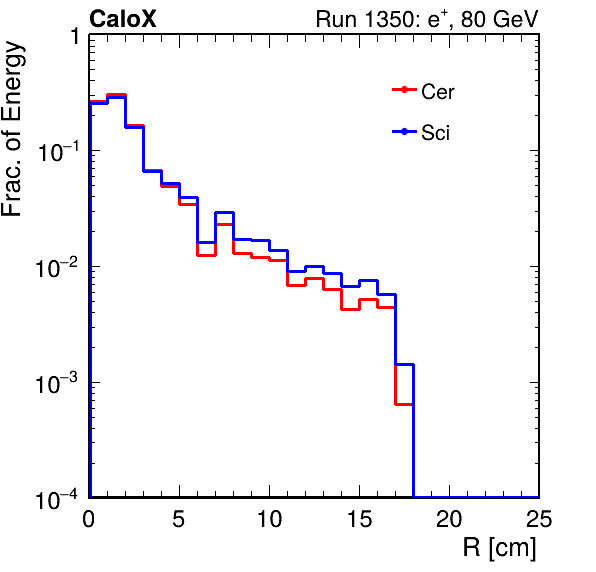 CaloX Run 1350: e⁺, 80 GeV
Frac. of Energy
1
10⁻¹
10⁻²
10⁻³
10⁻⁴
Cer
Sci
0 5 10 15 20 25
R [cm]